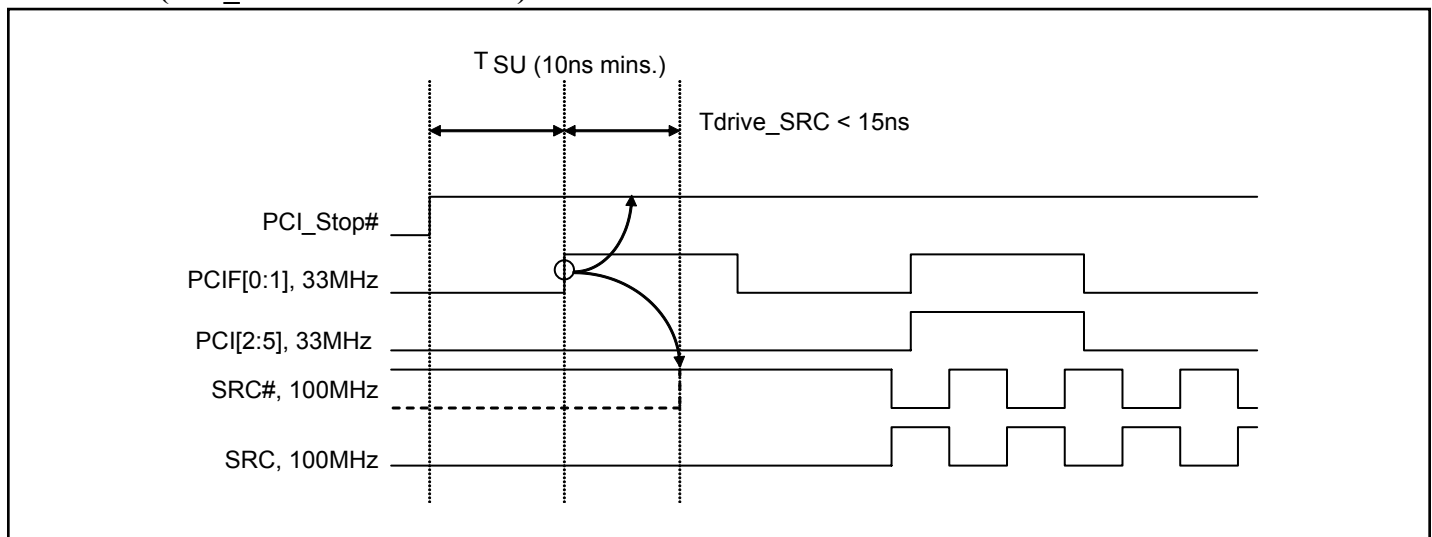 T SU (10ns mins.)
Tdrive_SRC < 15ns
PCI_Stop#
PCIF[0:1], 33MHz
PCI[2:5], 33MHz
SRC#, 100MHz
SRC, 100MHz